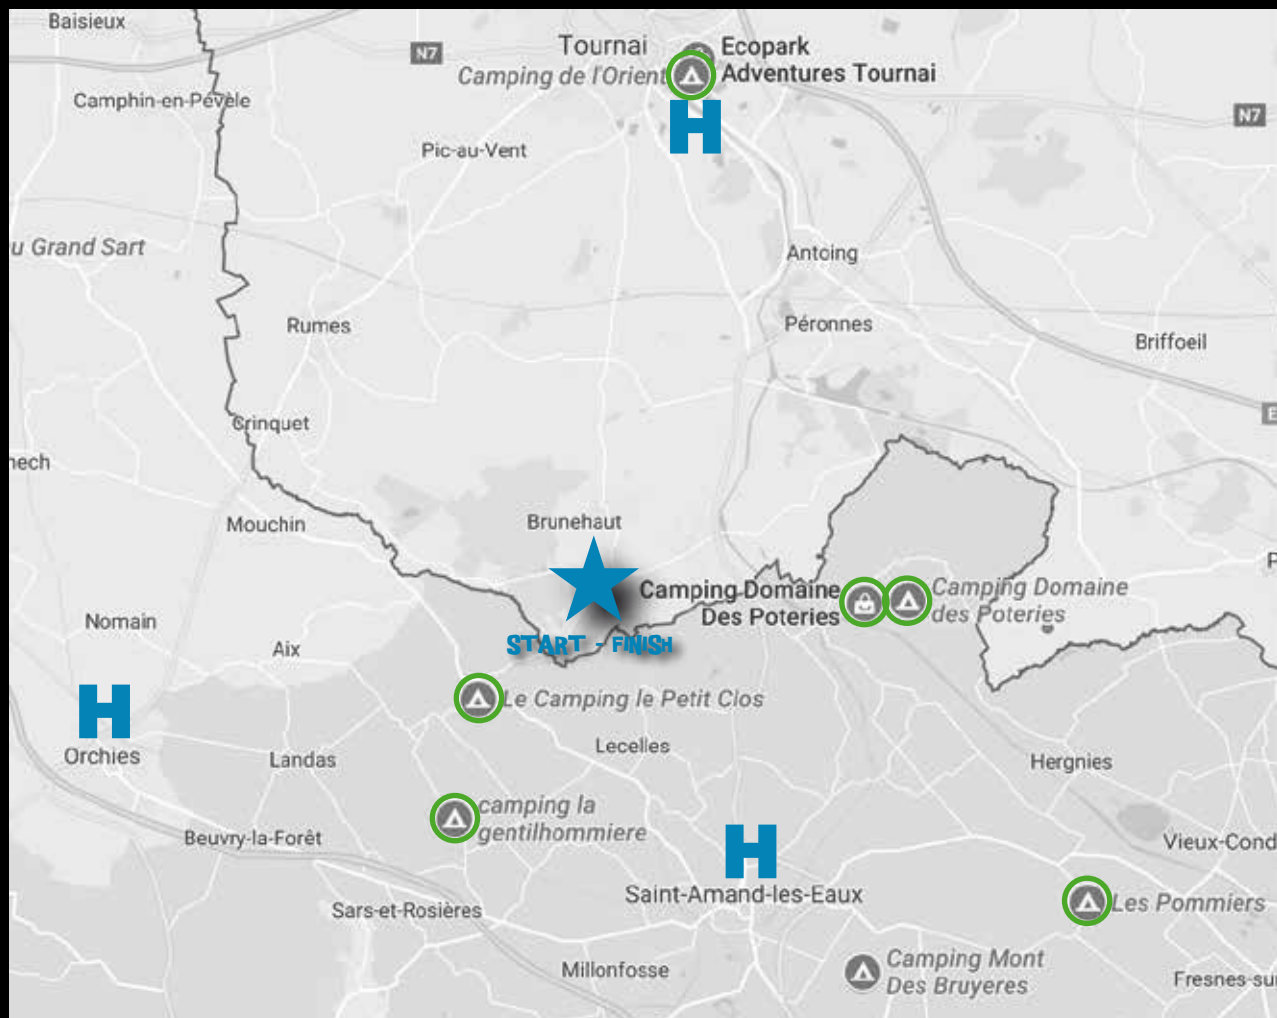 Baisieux
N7
Tournai
Ecopark
Adventures Tournai
Camping de l'Orient
Camphin-en-Pévèle
N7
H
Pic-au-Vent
u Grand Sart
Antoing
Rumes
Péronnes
Briffoeil
E
Crinquet
nech
Mouchin
Brunehaut
P
Camping Domaine
Des Poteries
Camping Domaine
des Poteries
Nomain
Aix
START - FINISH
H
Orchies
Le Camping le Petit Clos
Landas
Lecelles
Hergnies
camping la
gentilhommiere
Beuvry-la-Forêt
H
Vieux-Cond
Saint-Amand-les-Eaux
Les Pommiers
Sars-et-Rosières
Millonfosse
Camping Mont
Des Bruyeres
Fresnes-sur